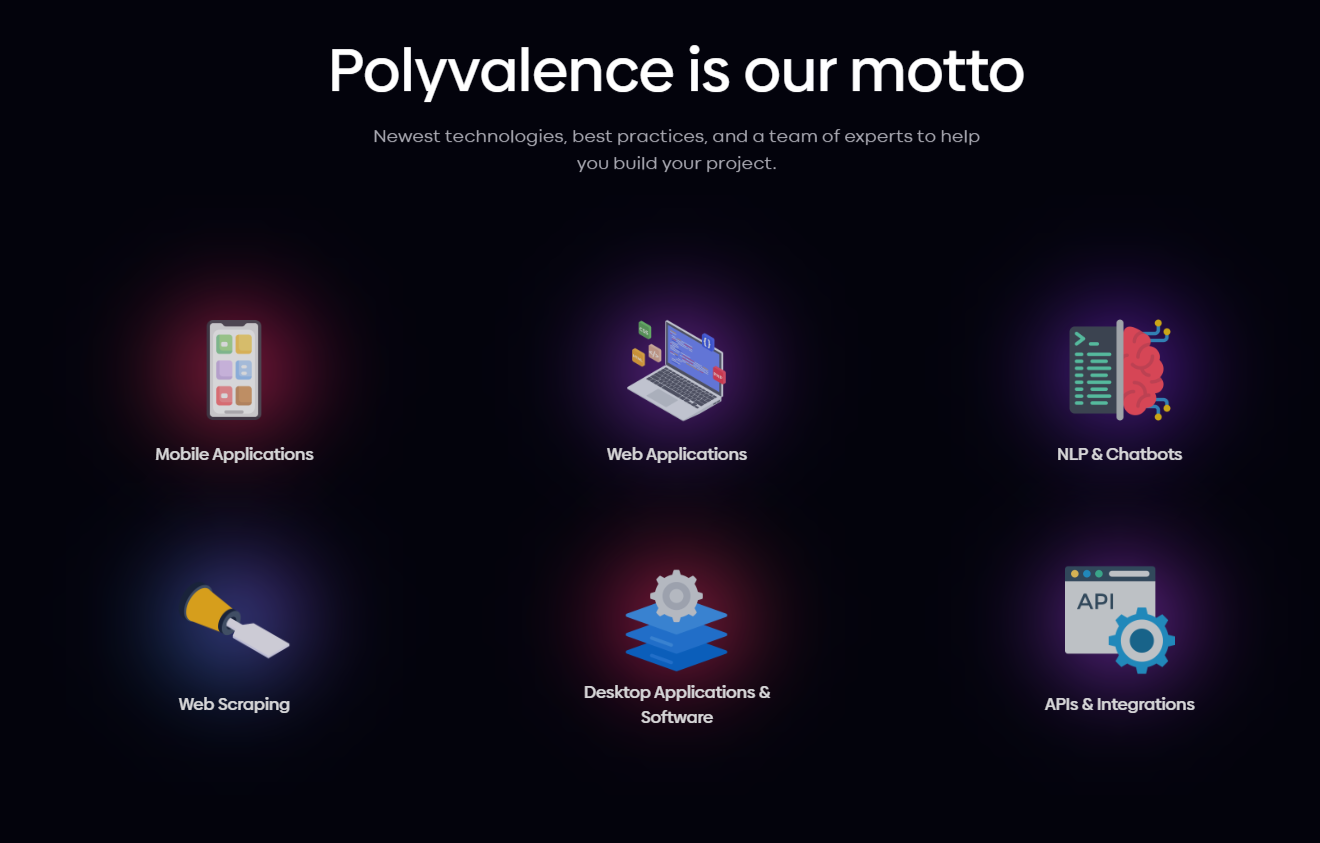 Polyvalence is our motto
Newest technologies, best practices, and a team of experts to help
you build your project.
Mobile Applications
Web Applications
NLP & Chatbots
Web Scraping
Desktop Applications &
Software
API
APIs & Integrations